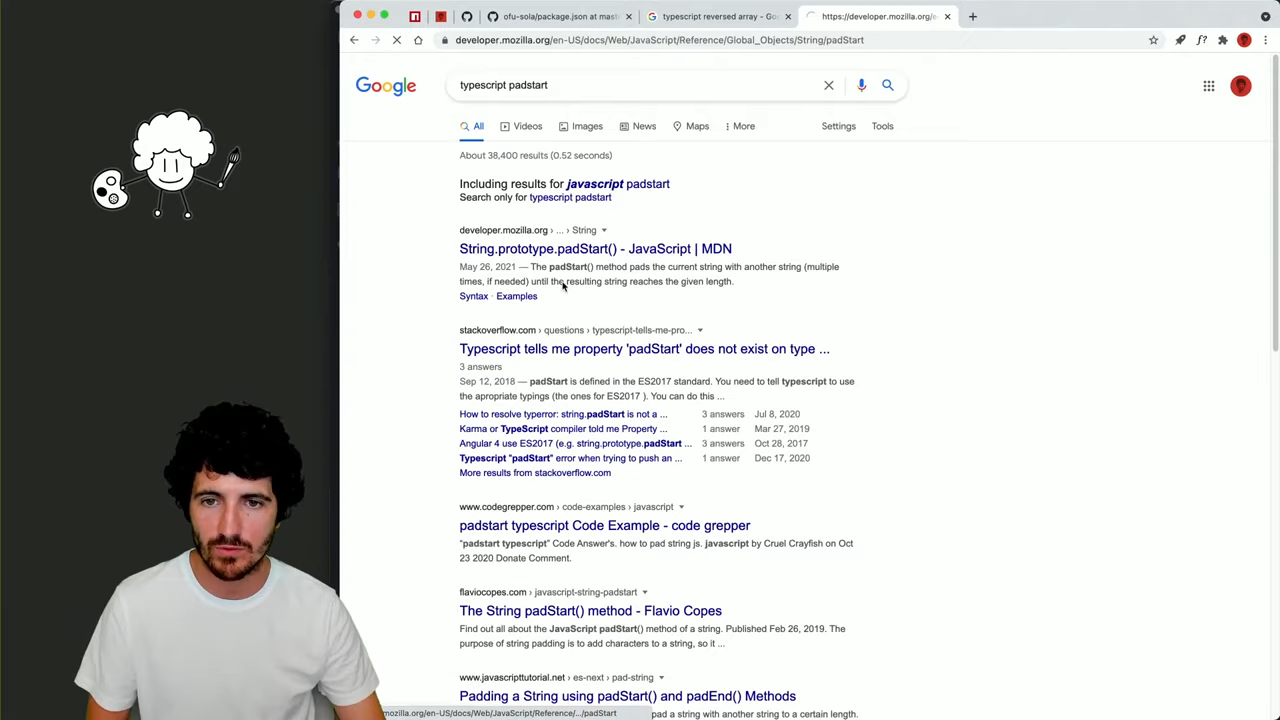 ofu-sola/package.json at mast
typescript reversed array - Goo
https://developer.mozilla.org/e
developer.mozilla.org/en-US/docs/Web/JavaScript/Reference/Global_Objects/String/padStart
Google
typescript padstart
All
Videos
Images
News
Maps
More
Settings
Tools
About 38,400 results (0.52 seconds)
Including results for javascript padstart
Search only for typescript padstart
developer.mozilla.org › ... › String
String.prototype.padStart() - JavaScript | MDN
May 26, 2021 — The padStart() method pads the current string with another string (multiple
times, if needed) until the resulting string reaches the given length.
Syntax · Examples
stackoverflow.com › questions › typescript-tells-me-pro...
Typescript tells me property 'padStart' does not exist on type ...
3 answers
Sep 12, 2018 — padStart is defined in the ES2017 standard. You need to tell typescript to use
the apropriate typings (the ones for ES2017 ). You can do this ...
How to resolve typerror: string.padStart is not a ... 3 answers Jul 8, 2020
Karma or TypeScript compiler told me Property ... 1 answer Mar 27, 2019
Angular 4 use ES2017 (e.g. string.prototype.padStart ... 3 answers Oct 28, 2017
Typescript "padStart" error when trying to push an ... 1 answer Dec 17, 2020
More results from stackoverflow.com
www.codegrepper.com › code-examples › javascript
padstart typescript Code Example - code grepper
"padstart typescript" Code Answer's. how to pad string js. javascript by Cruel Crayfish on Oct
23 2020 Donate Comment.
flaviocopes.com › javascript-string-padstart
The String padStart() method - Flavio Copes
Find out all about the JavaScript padStart() method of a string. Published Feb 26, 2019. The
purpose of string padding is to add characters to a string, so it ...
www.javascripttutorial.net › es-next › pad-string
Padding a String using padStart() and padEnd() Methods
mozilla.org/en-US/docs/Web/JavaScript/Reference/.../padStart
pad a string with another string to a certain length.